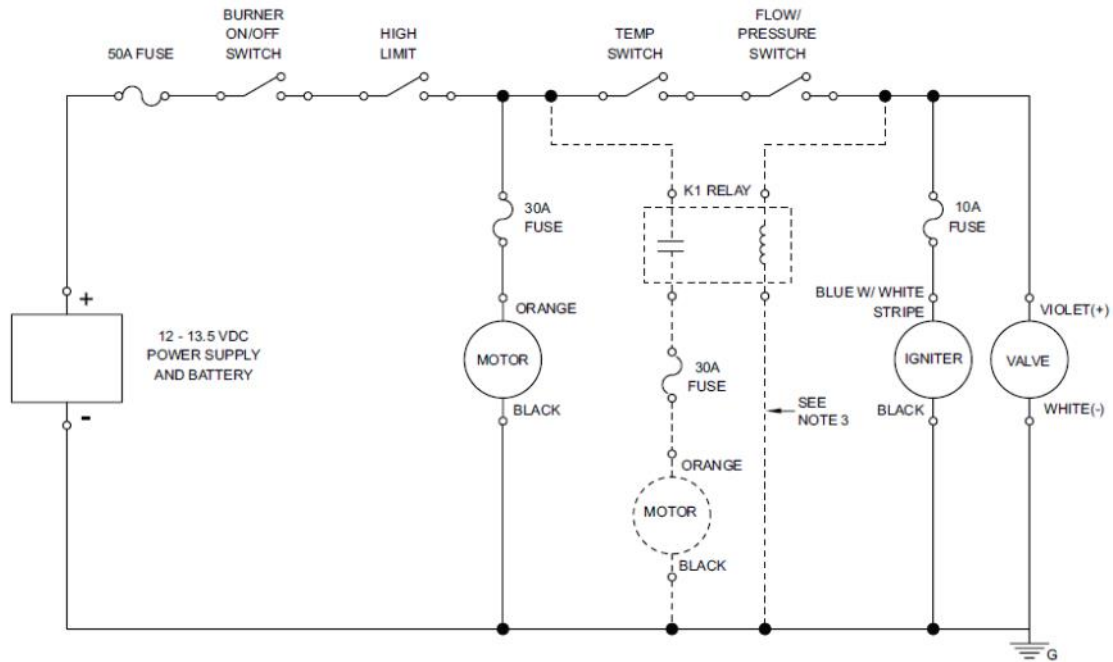 50A FUSE
BURNER
ON/OFF
SWITCH
HIGH
LIMIT
TEMP
SWITCH
FLOW/
PRESSURE
SWITCH
K1 RELAY
30A
FUSE
10A
FUSE
+
12 - 13.5 VDC
POWER SUPPLY
AND BATTERY
-
ORANGE
MOTOR
BLACK
30A
FUSE
SEE
NOTE 3
ORANGE
MOTOR
BLACK
BLUE W/ WHITE
STRIPE
IGNITER
BLACK
VIOLET(+)
VALVE
WHITE(-)
G